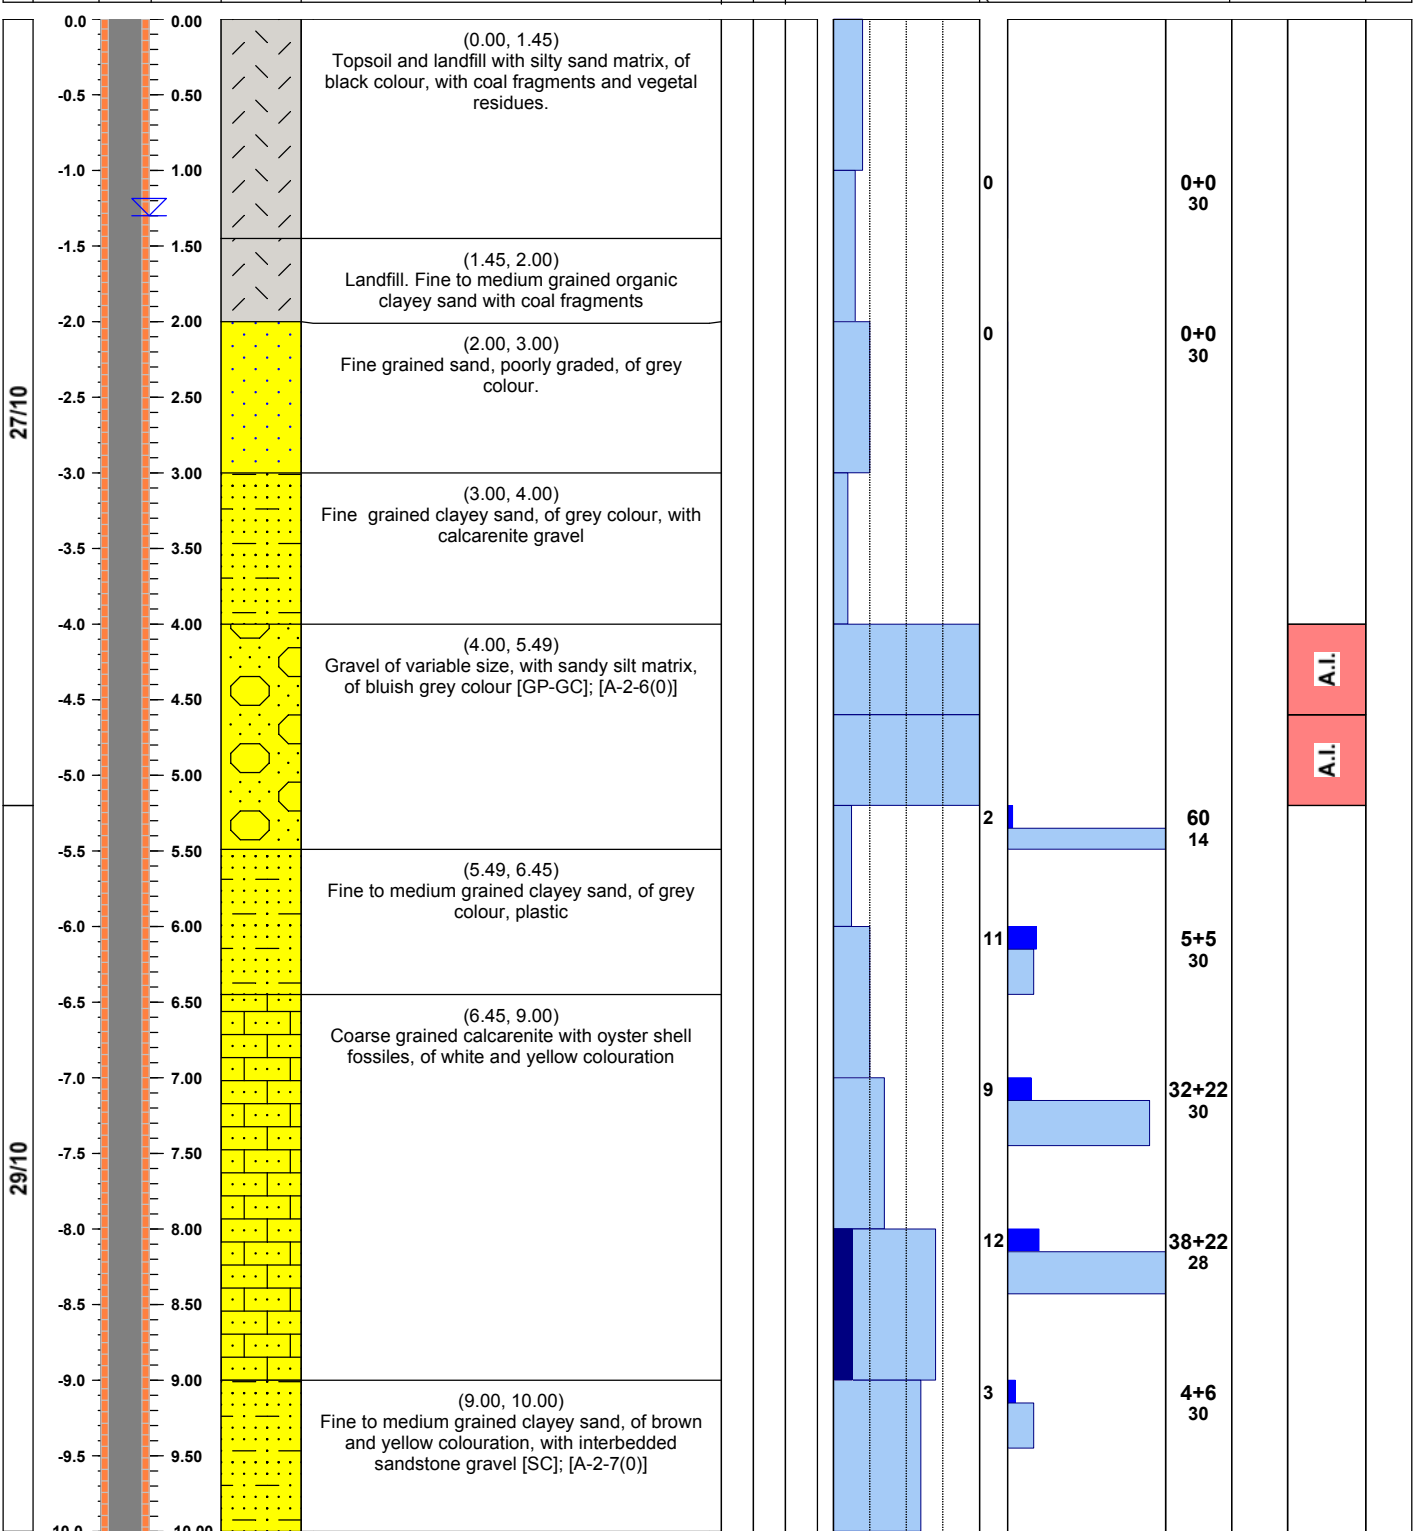 0.0 0.00
(0.00, 1.45)
Topsoil and landfill with silty sand matrix, of
black colour, with coal fragments and vegetal
residues.
-0.5 0.50
-1.0 1.00
0 0+0
30
-1.5 1.50
(1.45, 2.00)
Landfill. Fine to medium grained organic
clayey sand with coal fragments
-2.0 2.00
0 0+0
30
(2.00, 3.00)
Fine grained sand, poorly graded, of grey
colour.
27/10
-2.5 2.50
-3.0 3.00
(3.00, 4.00)
Fine grained clayey sand, of grey colour, with
calcarenite gravel
-3.5 3.50
-4.0 4.00
(4.00, 5.49)
Gravel of variable size, with sandy silt matrix,
of bluish grey colour [GP-GC]; [A-2-6(0)]
A.I.
-4.5 4.50
A.I.
-5.0 5.00
2 60
14
-5.5 5.50
(5.49, 6.45)
Fine to medium grained clayey sand, of grey
colour, plastic
-6.0 6.00
11 5+5
30
-6.5 6.50
(6.45, 9.00)
Coarse grained calcarenite with oyster shell
fossiles, of white and yellow colouration
-7.0 7.00
9 32+22
30
29/10
-7.5 7.50
-8.0 8.00
12 38+22
28
-8.5 8.50
-9.0 9.00
3 4+6
30
(9.00, 10.00)
Fine to medium grained clayey sand, of brown
and yellow colouration, with interbedded
sandstone gravel [SC]; [A-2-7(0)]
-9.5 9.50
-10.0 10.00